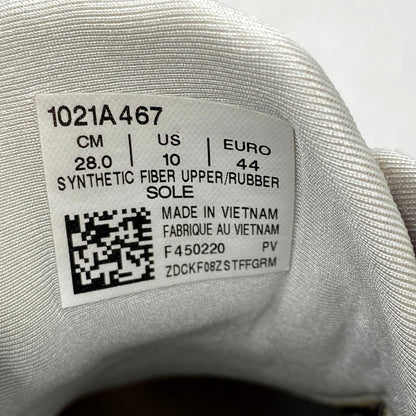 1021A467
CM | US | EURO
28.0 | 10 | 44
SYNTHETIC FIBER UPPER/RUBBER
SOLE
MADE IN VIETNAM
FABRIQUE AU VIETNAM
F450220 PV
ZDCKF08ZSTFFGRM